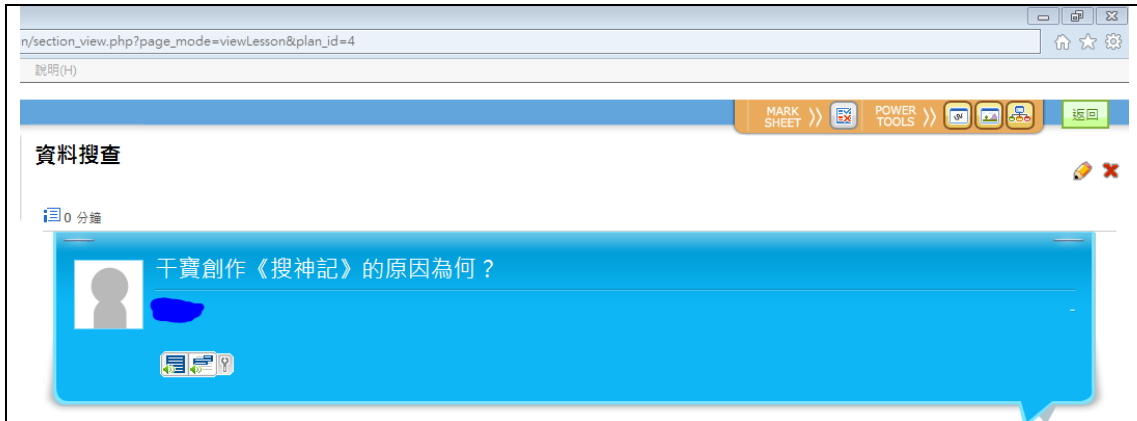 n/section_view.php?page_mode=viewLesson&plan_id=4
說明(H)
MARK SHEET
POWER TOOLS
返回
資料搜查
0 分鐘
干寶創作《搜神記》的原因為何？
-